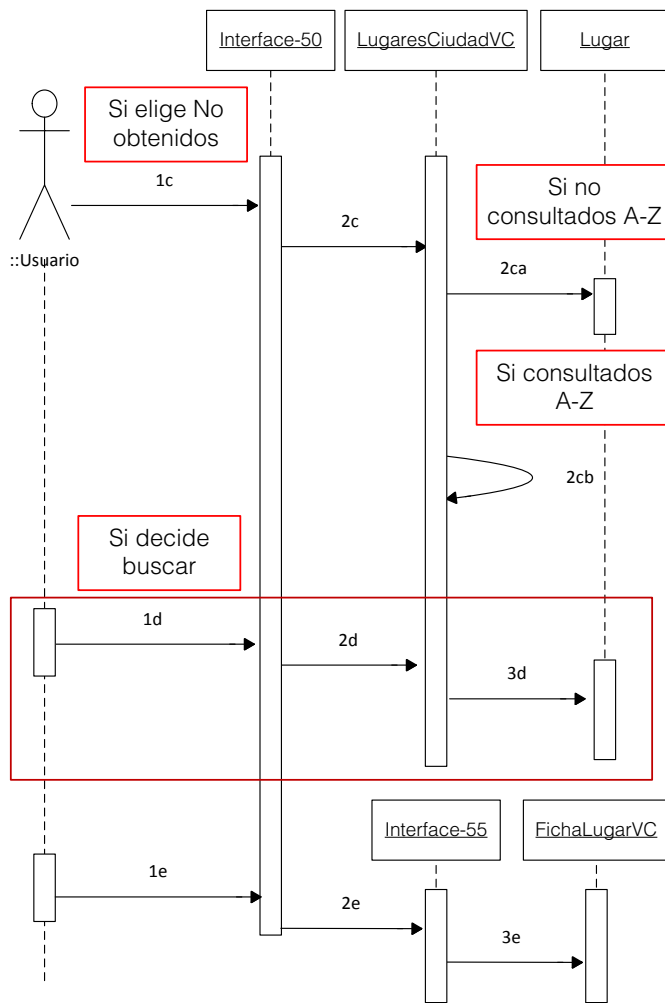 Interface-50
LugaresCiudadVC
Lugar
Si elige No
obtenidos
1c
2c
Si no
consultados A-Z
::Usuario
2ca
Si consultados
A-Z
2cb
Si decide
buscar
1d
2d
3d
Interface-55
FichaLugarVC
1e
2e
3e